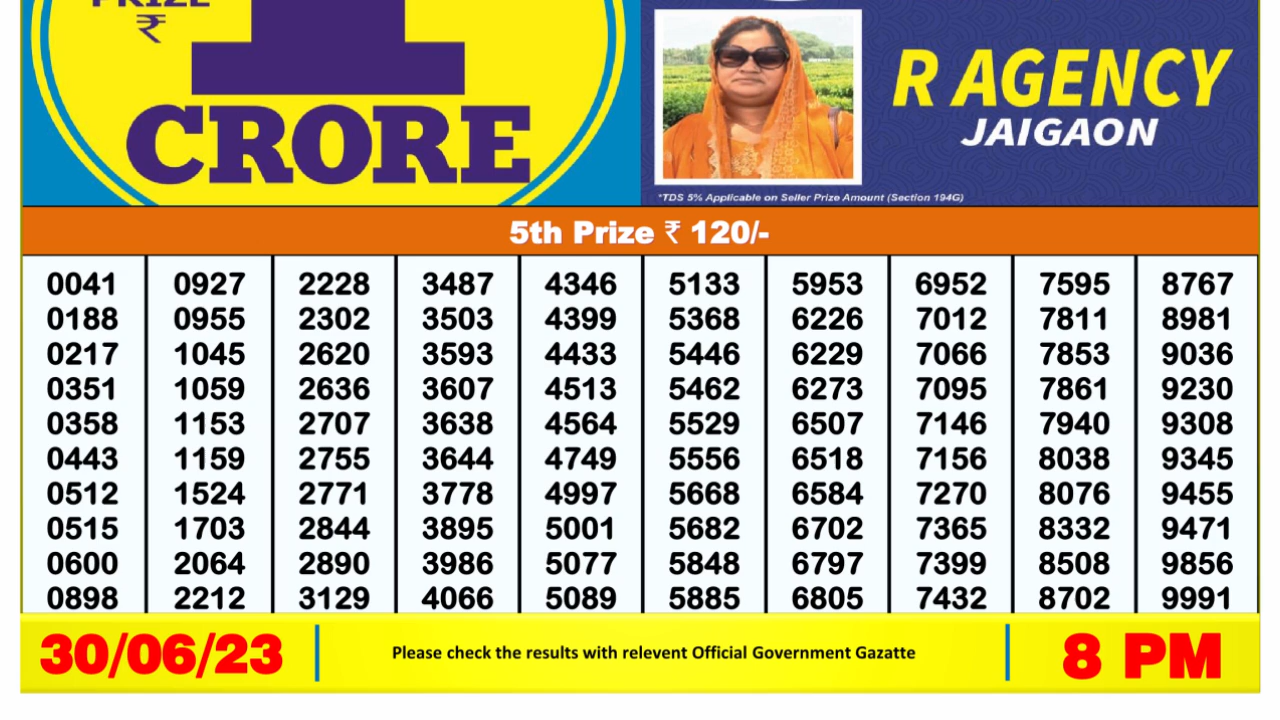 PRIZE
₹
1
CRORE
R AGENCY
JAIGAON
*TDS 5% Applicable on Seller Prize Amount (Section 194G)
5th Prize ₹ 120/-
0041 0927 2228 3487 4346 5133 5953 6952 7595 8767
0188 0955 2302 3503 4399 5368 6226 7012 7811 8981
0217 1045 2620 3593 4433 5446 6229 7066 7853 9036
0351 1059 2636 3607 4513 5462 6273 7095 7861 9230
0358 1153 2707 3638 4564 5529 6507 7146 7940 9308
0443 1159 2755 3644 4749 5556 6518 7156 8038 9345
0512 1524 2771 3778 4997 5668 6584 7270 8076 9455
0515 1703 2844 3895 5001 5682 6702 7365 8332 9471
0600 2064 2890 3986 5077 5848 6797 7399 8508 9856
0898 2212 3129 4066 5089 5885 6805 7432 8702 9991
30/06/23
Please check the results with relevent Official Government Gazatte
8 PM